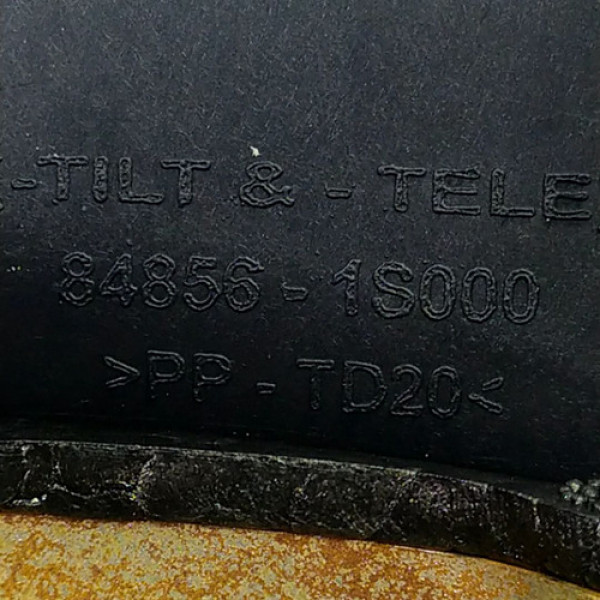 -TILT & - TELE
84856 - 1S000
>PP - TD20<